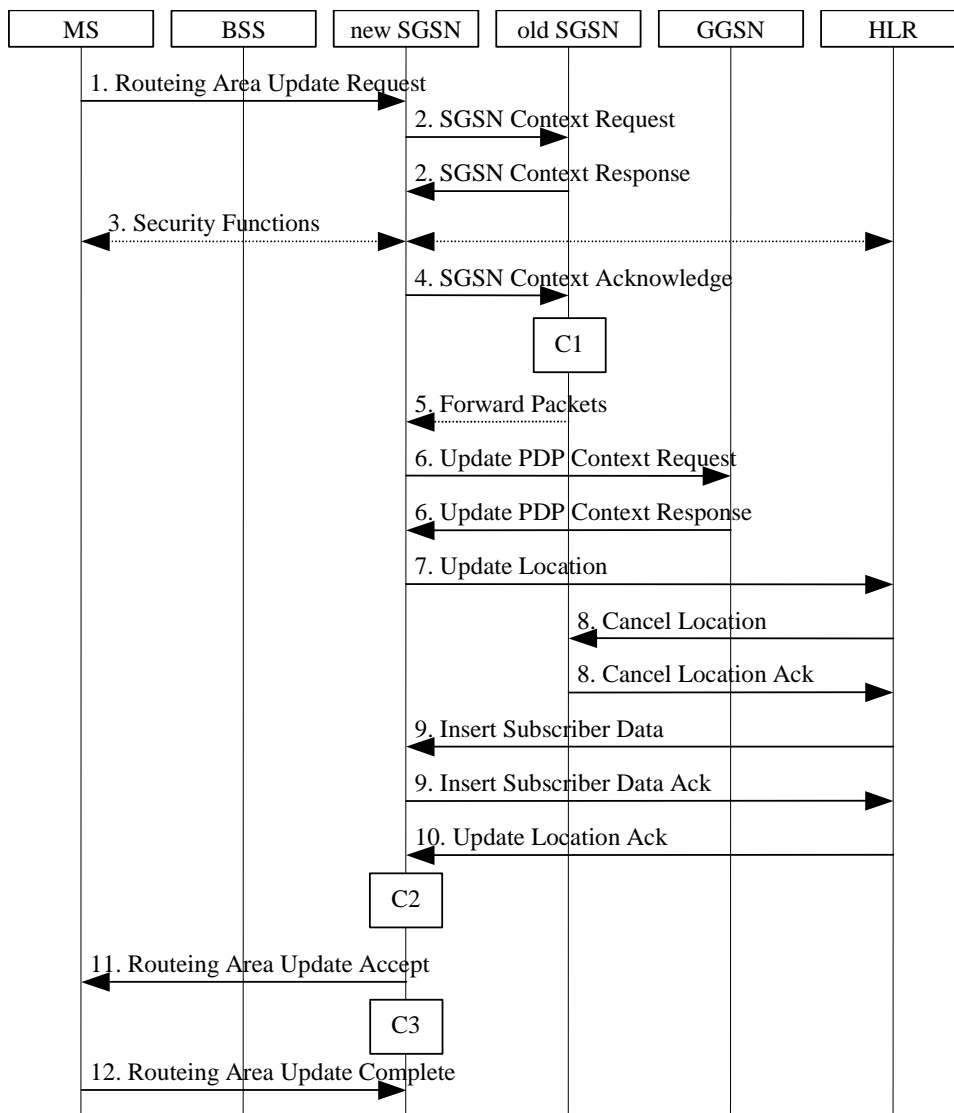 MS BSS new SGSN old SGSN GGSN HLR
1. Routeing Area Update Request
2. SGSN Context Request
2. SGSN Context Response
3. Security Functions
4. SGSN Context Acknowledge
C1
5. Forward Packets
6. Update PDP Context Request
6. Update PDP Context Response
7. Update Location
8. Cancel Location
8. Cancel Location Ack
9. Insert Subscriber Data
9. Insert Subscriber Data Ack
10. Update Location Ack
C2
11. Routeing Area Update Accept
C3
12. Routeing Area Update Complete